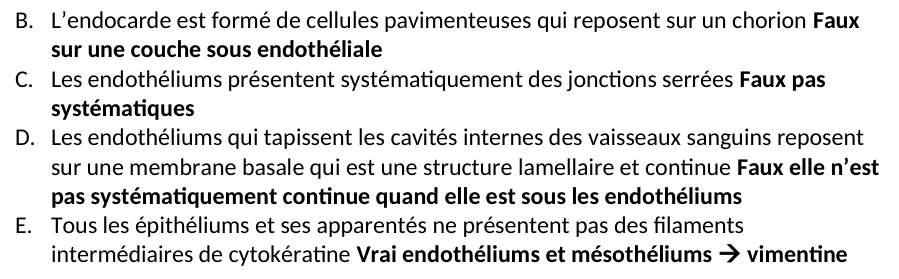 B. L’endocarde est formé de cellules pavimenteuses qui reposent sur un chorion Faux
sur une couche sous endothéliale
C. Les endothéliums présentent systématiquement des jonctions serrées Faux pas
systématiques
D. Les endothéliums qui tapissent les cavités internes des vaisseaux sanguins reposent
sur une membrane basale qui est une structure lamellaire et continue Faux elle n’est
pas systématiquement continue quand elle est sous les endothéliums
E. Tous les épithéliums et ses apparentés ne présentent pas des filaments
intermédiaires de cytokératine Vrai endothéliums et mésothéliums → vimentine